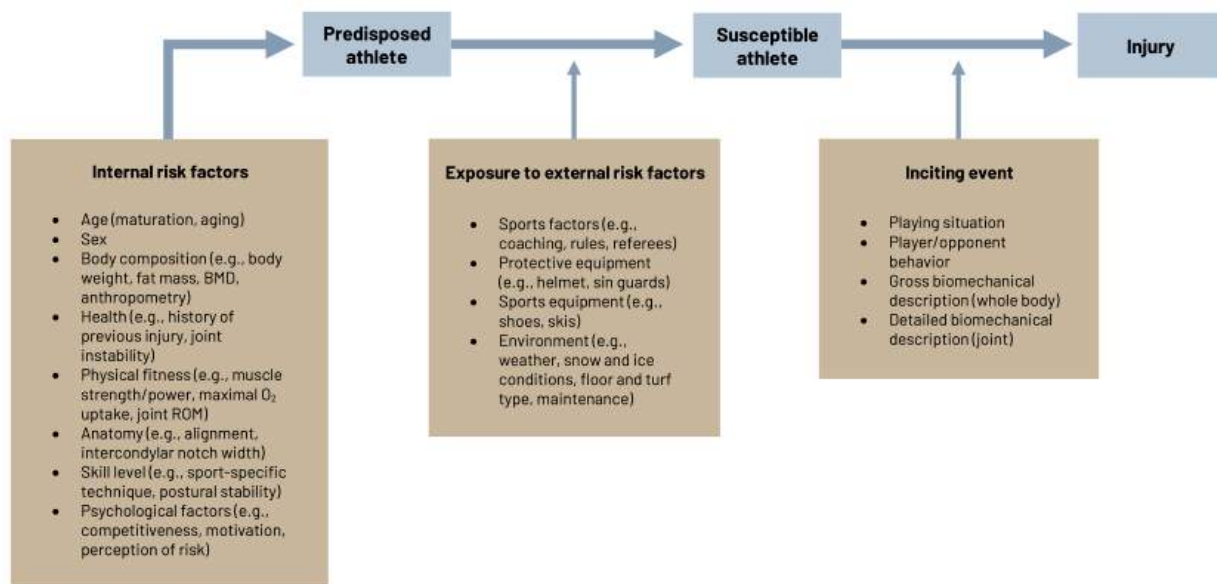 Predisposed
athlete
Susceptible
athlete
Injury
Internal risk factors
• Age (maturation, aging)
• Sex
• Body composition (e.g., body
weight, fat mass, BMD,
anthropometry)
• Health (e.g., history of
previous injury, joint
instability)
• Physical fitness (e.g., muscle
strength/power, maximal O₂
uptake, joint ROM)
• Anatomy (e.g., alignment,
intercondylar notch width)
• Skill level (e.g., sport-specific
technique, postural stability)
• Psychological factors (e.g.,
competitiveness, motivation,
perception of risk)
Exposure to external risk factors
• Sports factors (e.g.,
coaching, rules, referees)
• Protective equipment
(e.g., helmet, sin guards)
• Sports equipment (e.g.,
shoes, skis)
• Environment (e.g.,
weather, snow and ice
conditions, floor and turf
type, maintenance)
Inciting event
• Playing situation
• Player/opponent
behavior
• Gross biomechanical
description (whole body)
• Detailed biomechanical
description (joint)